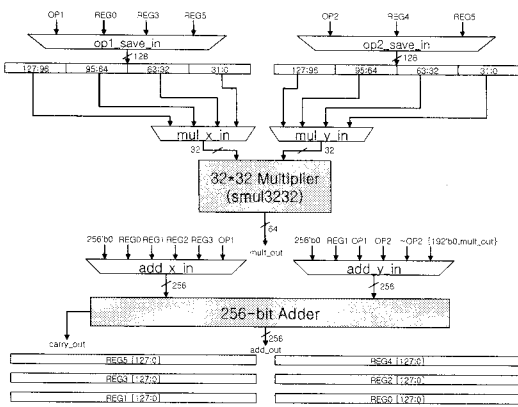 OP1 REG0 REG3 REG5
OP2 REG4 REG5
op1_save_in
op2_save_in
128
128
127:96 95:64 63:32 31:0
127:96 95:64 63:32 31:0
mul_x_in
mul_y_in
32
32
32*32 Multiplier
(smul3232)
64
mult_out
256'b0 REG0 REG1 REG2 REG3 OP1
256'b0 REG1 OP1 OP2 ~OP2 {192'b0,mult_out}
add_x_in
add_y_in
256
256
256-bit Adder
carry_out
256
add_out
REG5 [127:0]
REG4 [127:0]
REG3 [127:0]
REG2 [127:0]
REG1 [127:0]
REG0 [127:0]